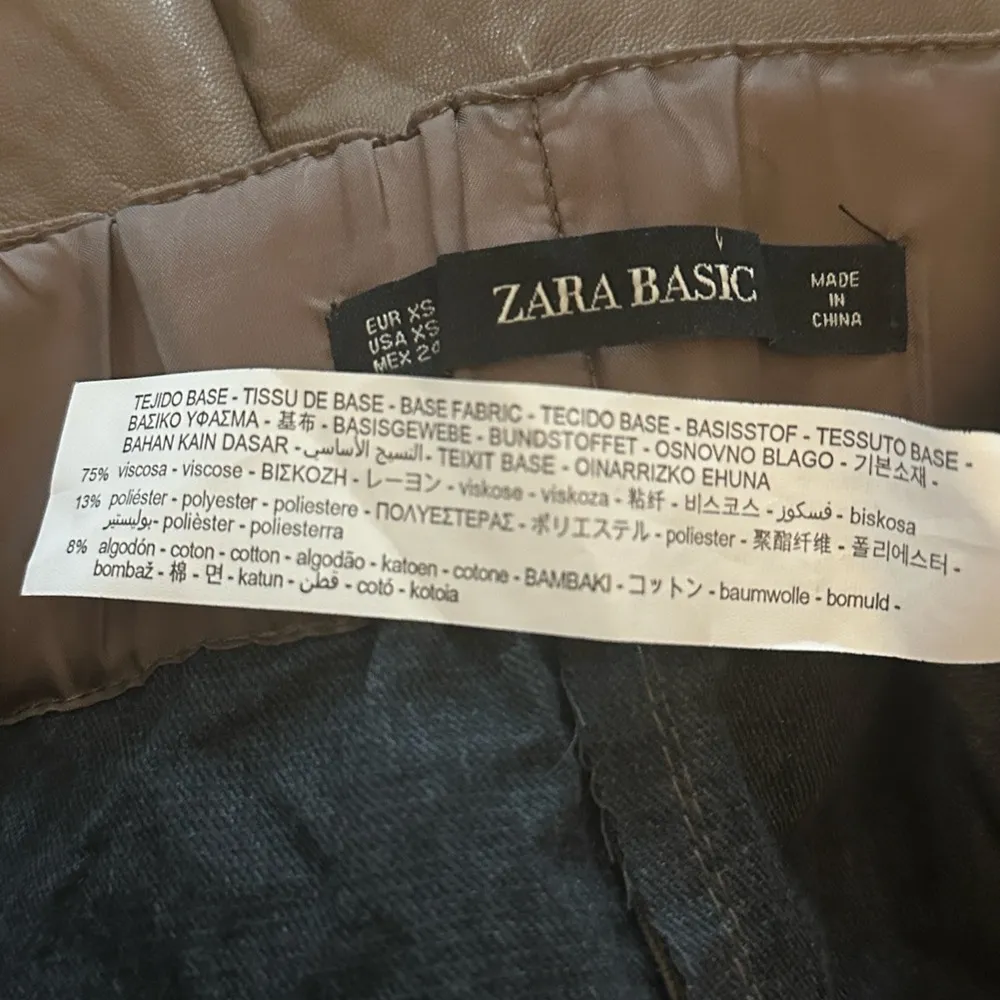 EUR XS
USA XS
MEX
ZARA BASIC
MADE
IN
CHINA
TEJIDO BASE - TISSU DE BASE - BASE FABRIC - TECIDO BASE - BASISSTOF - TESSUTO BASE -
ΒΑΣΙΚΟ ΥΦΑΣΜΑ - 基布 - BASISGEWEBE - BUNDSTOFFET - OSNOVNO BLAGO - 기본소재 -
BAHAN KAIN DASAR - النسيج الأساسي - TEIXIT BASE - OINARRIZKO EHUNA
75% viscosa - viscose - ΒΙΣΚΟΖΗ - レーヨン - viskose - viskoza - 粘纤 - 비스코스 - فسكوز - biskosa
13% poliéster - polyester - poliestere - ΠΟΛΥΕΣΤΕΡΑΣ - ポリエステル - poliester - 聚酯纤维 - 폴리에스터 -
بوليستير - polièster - poliesterra
8% algodón - coton - cotton - algodão - katoen - cotone - ΒΑΜΒΑΚΙ - コットン - baumwolle - bomuld -
bombaž - 棉 - 면 - katun - قطن - cotó - kotoia